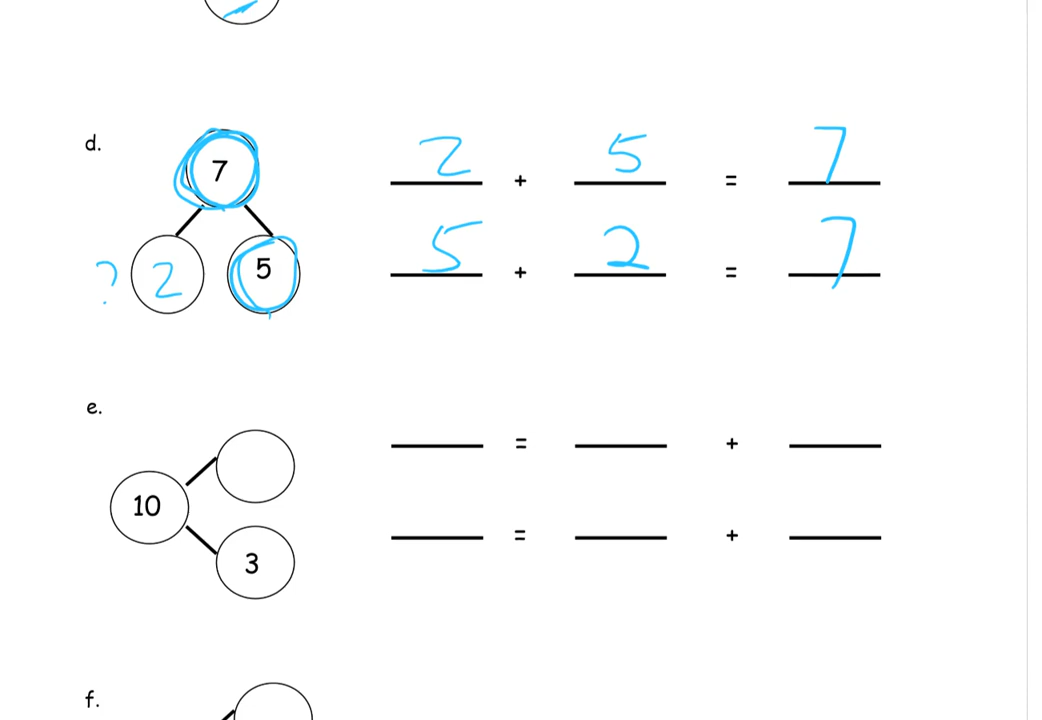 d.
7
2 + 5 = 7
? 2 5
5 + 2 = 7
e.
10
3
= +
= +
f.